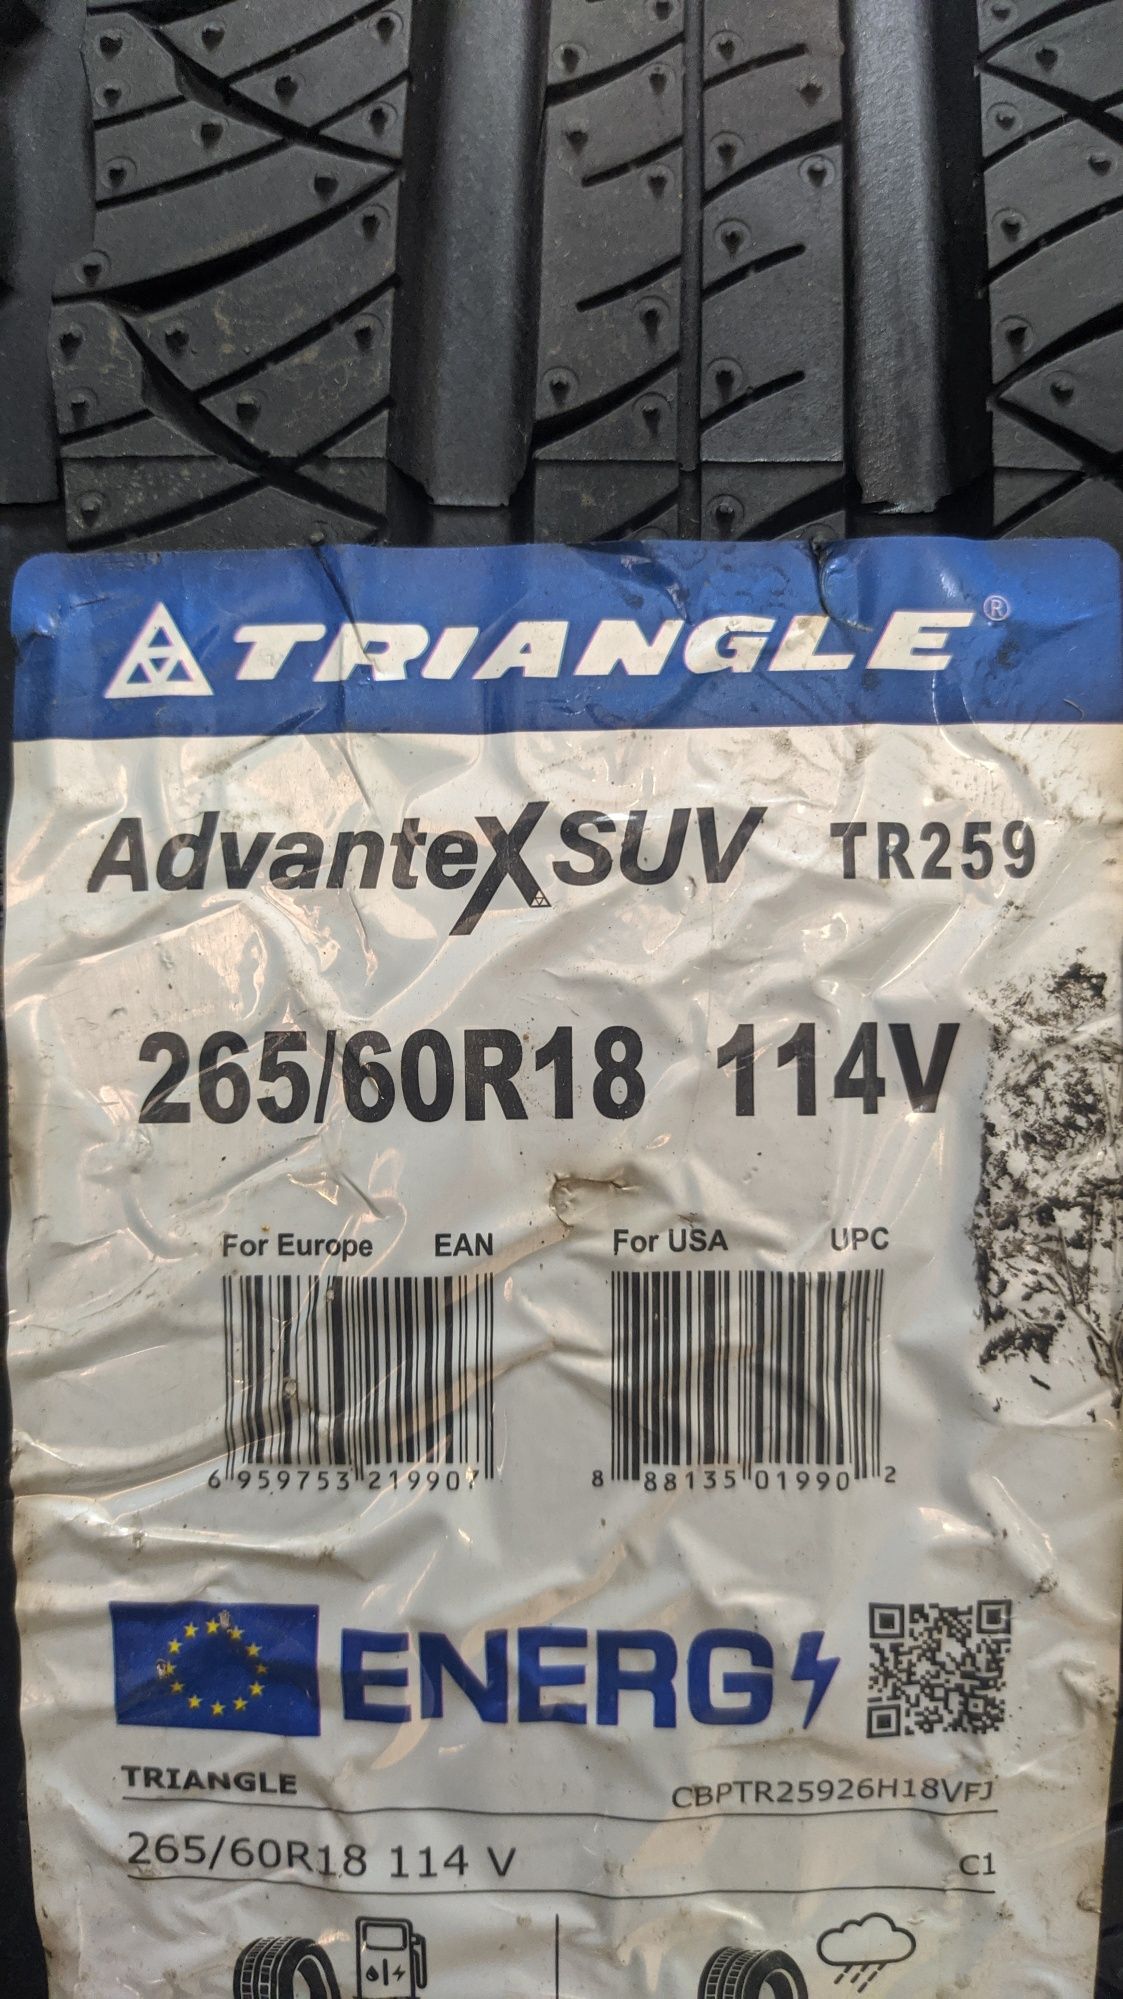 TRIANGLE®
AdvanteX SUV TR259
265/60R18 114V
For Europe EAN For USA UPC
6 959753 219907 8 88135 01990 2
ENERG
TRIANGLE CBPTR25926H18VFJ
265/60R18 114 V C1